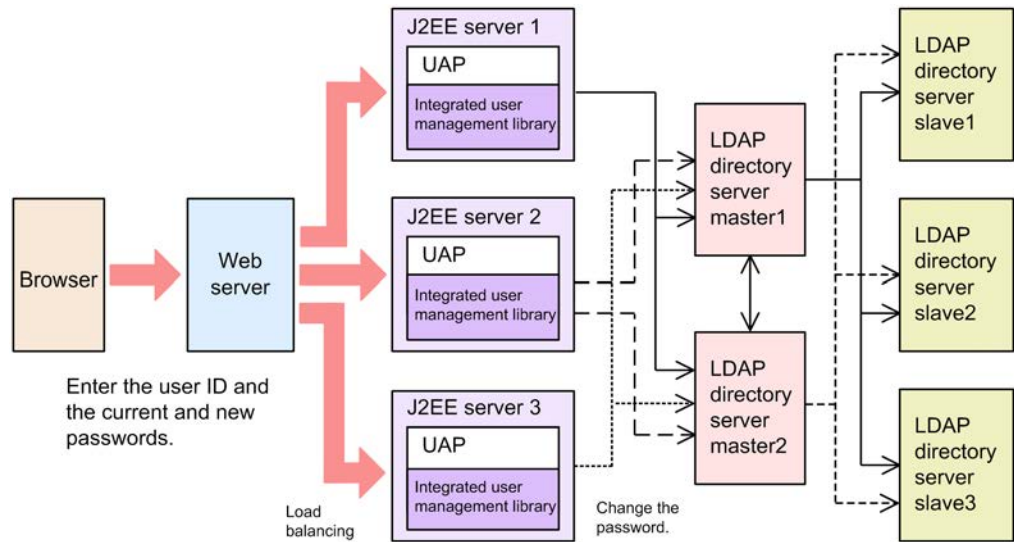 Browser
Enter the user ID and
the current and new
passwords.
Web
server
Load
balancing
J2EE server 1
UAP
Integrated user
management library
J2EE server 2
UAP
Integrated user
management library
J2EE server 3
UAP
Integrated user
management library
Change the
password.
LDAP
directory
server
master1
LDAP
directory
server
master2
LDAP
directory
server
slave1
LDAP
directory
server
slave2
LDAP
directory
server
slave3